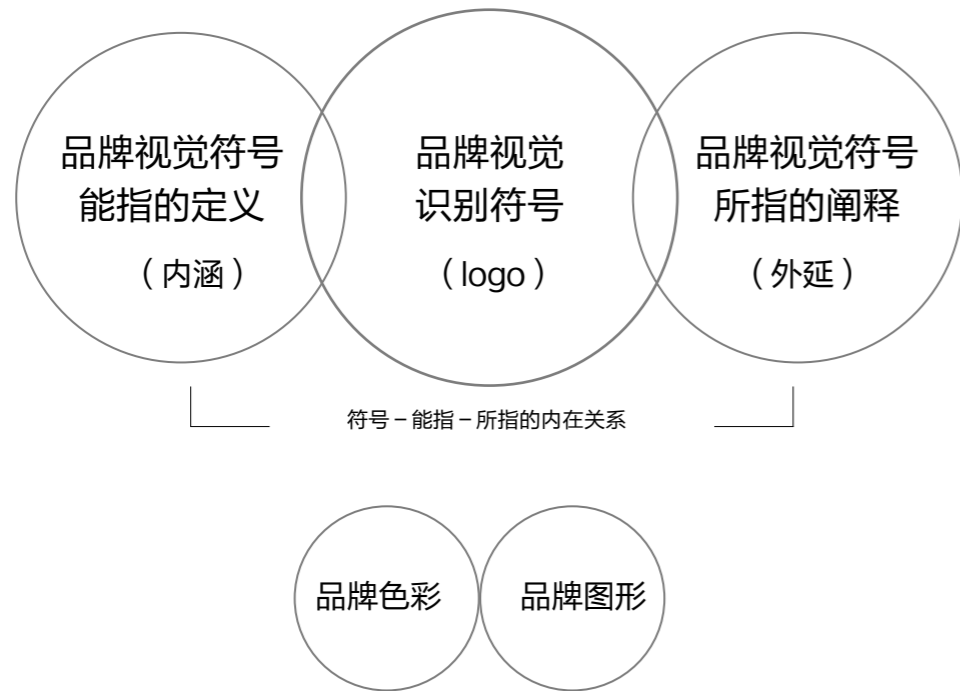 品牌视觉符号
能指的定义
（内涵）
品牌视觉
识别符号
（logo）
品牌视觉符号
所指的阐释
（外延）
符号－能指－所指的内在关系
品牌色彩
品牌图形